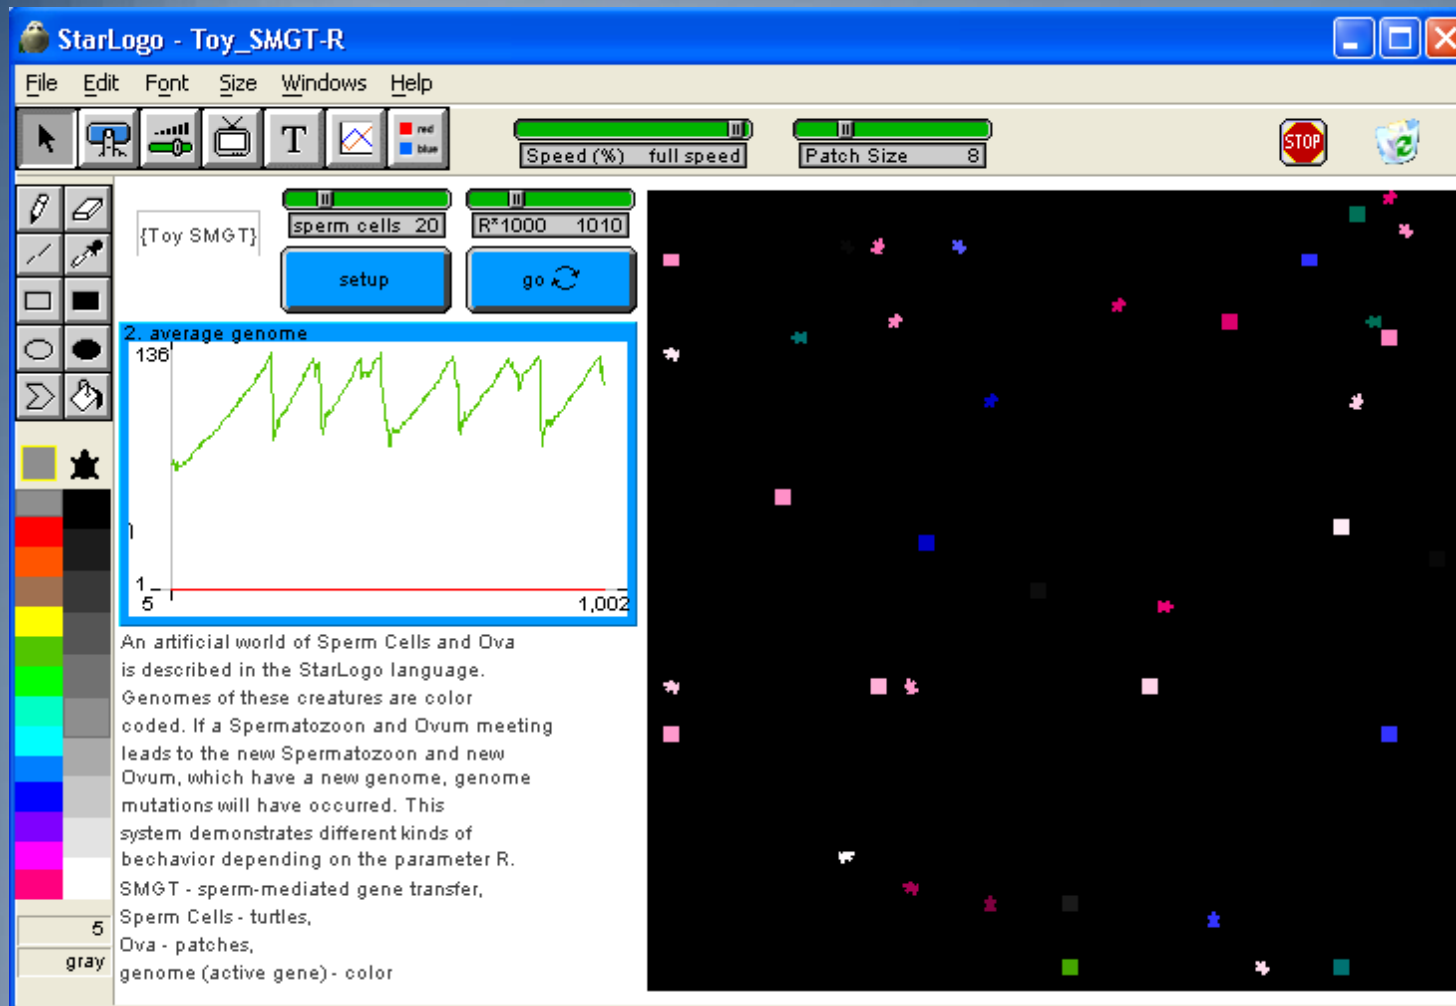 StarLogo - Toy_SMGT-R
File Edit Font Size Windows Help
T
red
blue
Speed (%) full speed
Patch Size 8
STOP
{Toy SMGT}
sperm cells 20
R*1000 1010
setup
go
2. average genome
136
1
5 1,002
An artificial world of Sperm Cells and Ova
is described in the StarLogo language.
Genomes of these creatures are color
coded. If a Spermatozoon and Ovum meeting
leads to the new Spermatozoon and new
Ovum, which have a new genome, genome
mutations will have occurred. This
system demonstrates different kinds of
bechavior depending on the parameter R.
SMGT - sperm-mediated gene transfer,
Sperm Cells - turtles,
Ova - patches,
genome (active gene) - color
5
gray